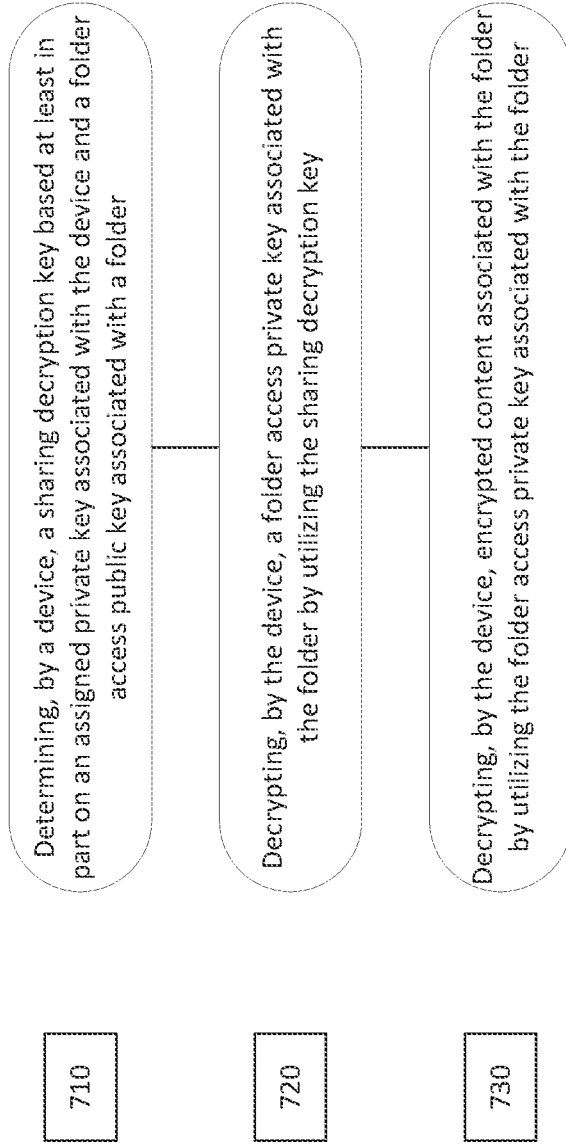 710
Determining, by a device, a sharing decryption key based at least in
part on an assigned private key associated with the device and a folder
access public key associated with a folder
720
Decrypting, by the device, a folder access private key associated with
the folder by utilizing the sharing decryption key
730
Decrypting, by the device, encrypted content associated with the folder
by utilizing the folder access private key associated with the folder